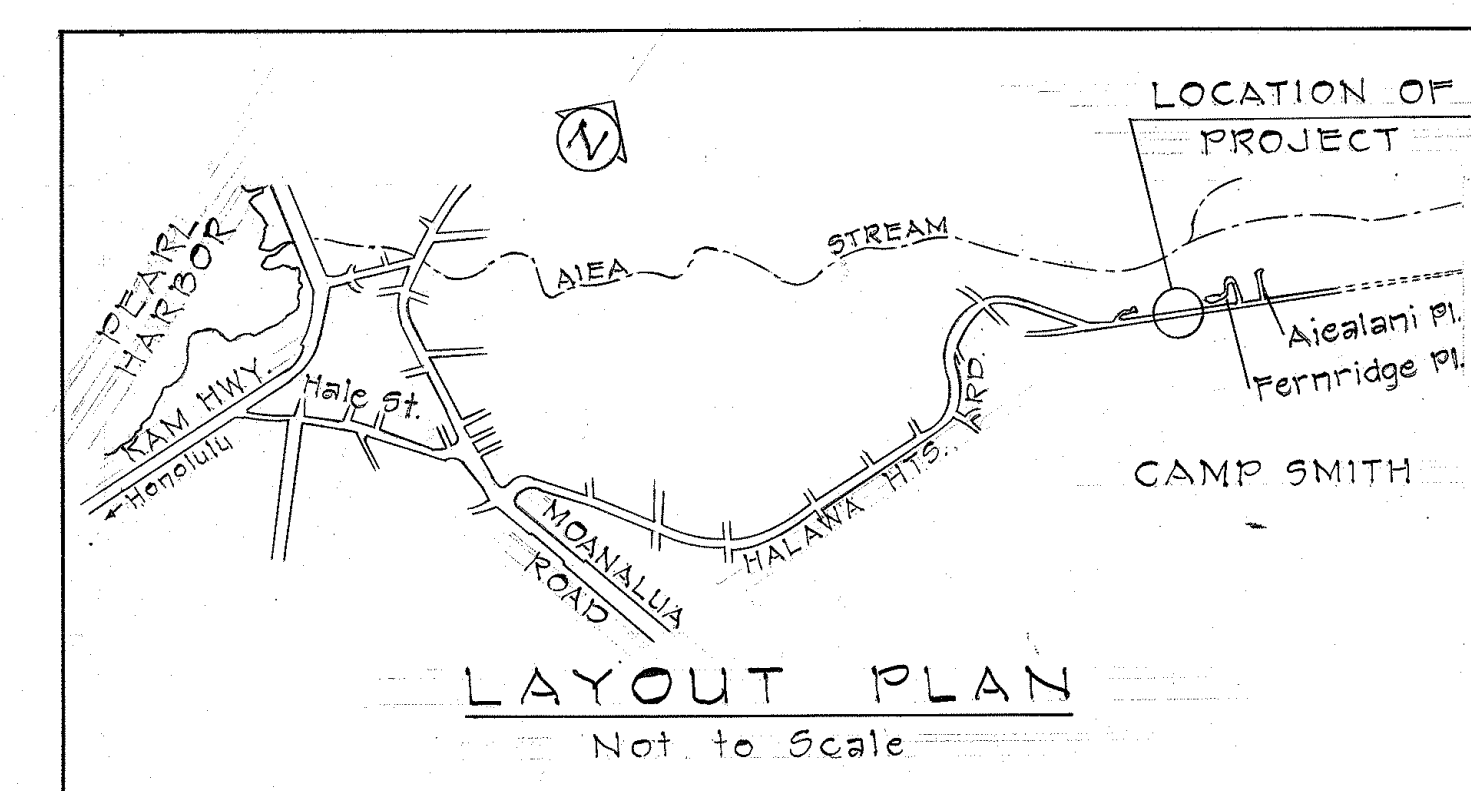 LOCATION OF
PROJECT
N
PEARL
HARBOR
STREAM
AIEA
Aiealani Pl.
Fernridge Pl.
KAM HWY.
Hale St.
Honolulu
RD.
HALAWA HTS.
CAMP SMITH
MOANALUA
ROAD
LAYOUT PLAN
Not to Scale